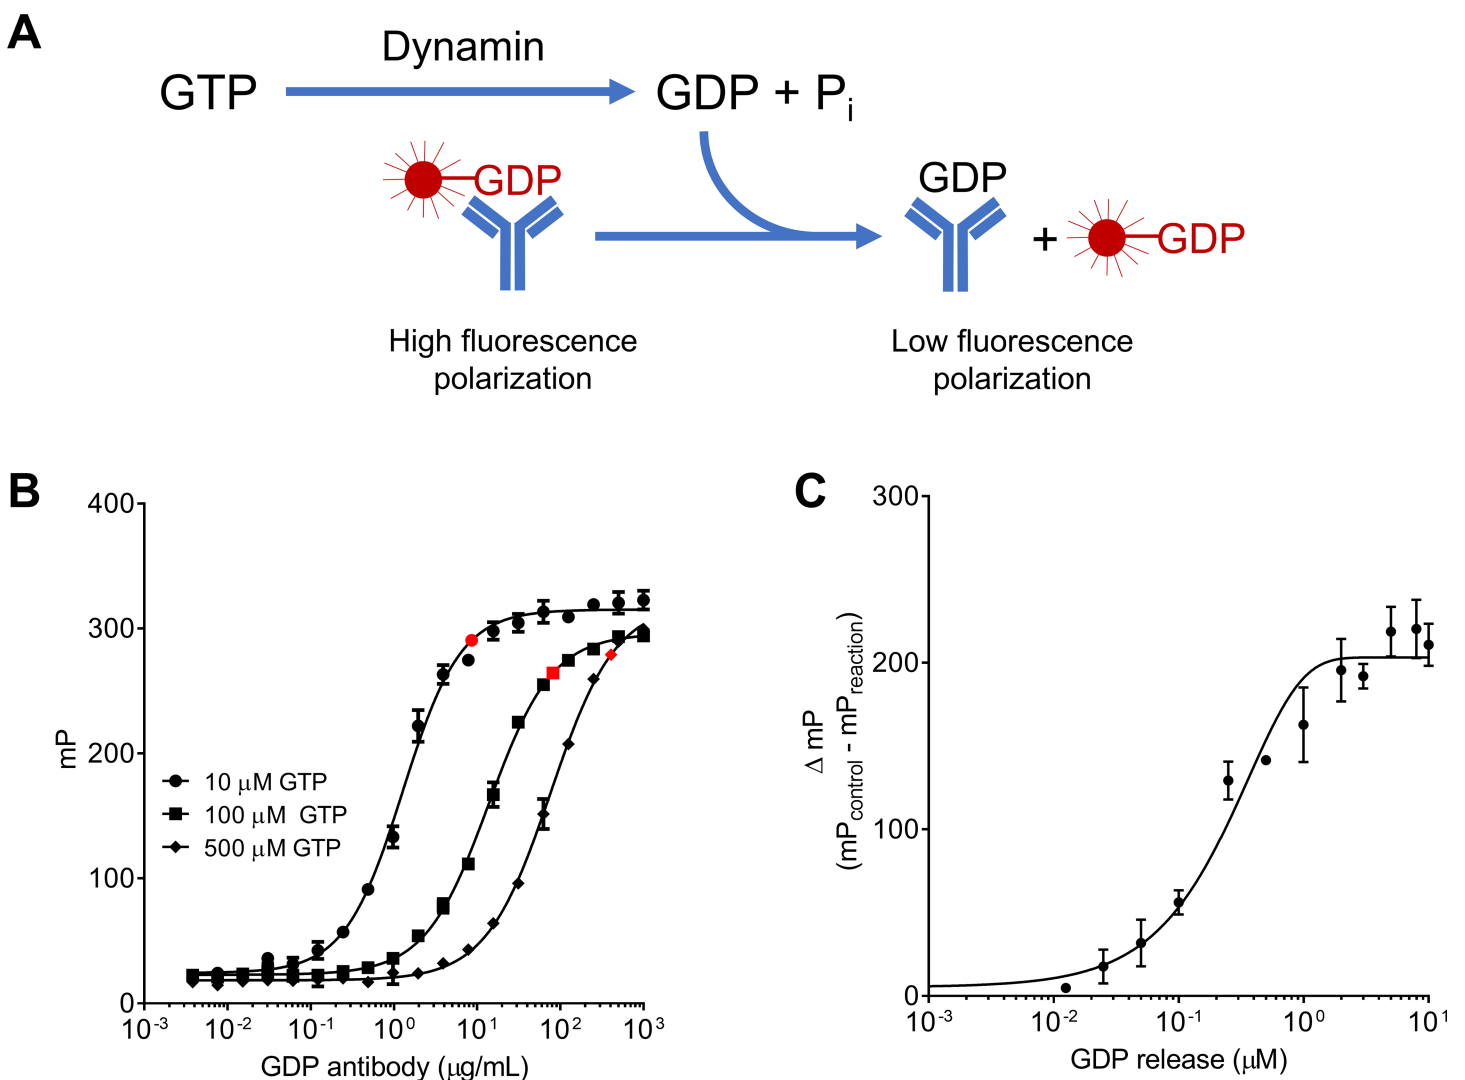 A
Dynamin
GTP
GDP + Pi
GDP
GDP
+
GDP
High fluorescence
polarization
Low fluorescence
polarization
B
400
300
200
100
0
mP
10 μM GTP
100 μM GTP
500 μM GTP
10-3
10-2
10-1
100
101
102
103
GDP antibody (μg/mL)
C
300
200
100
0
Δ mP
(mPcontrol - mPreaction)
10-3
10-2
10-1
100
101
GDP release (μM)